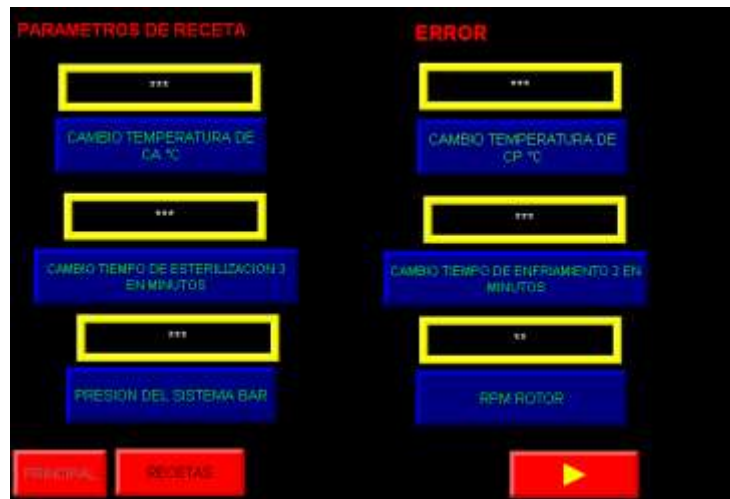 PARAMETROS DE RECETA
ERROR
***
***
CAMBIO TEMPERATURA DE
CA °C
CAMBIO TEMPERATURA DE
CP °C
***
***
CAMBIO TIEMPO DE ESTERILIZACION 3
EN MINUTOS
CAMBIO TIEMPO DE ENFRIAMIENTO 3 EN
MINUTOS
***
**
PRESION DEL SISTEMA BAR
RPM ROTOR
PRINCIPAL
RECETAS